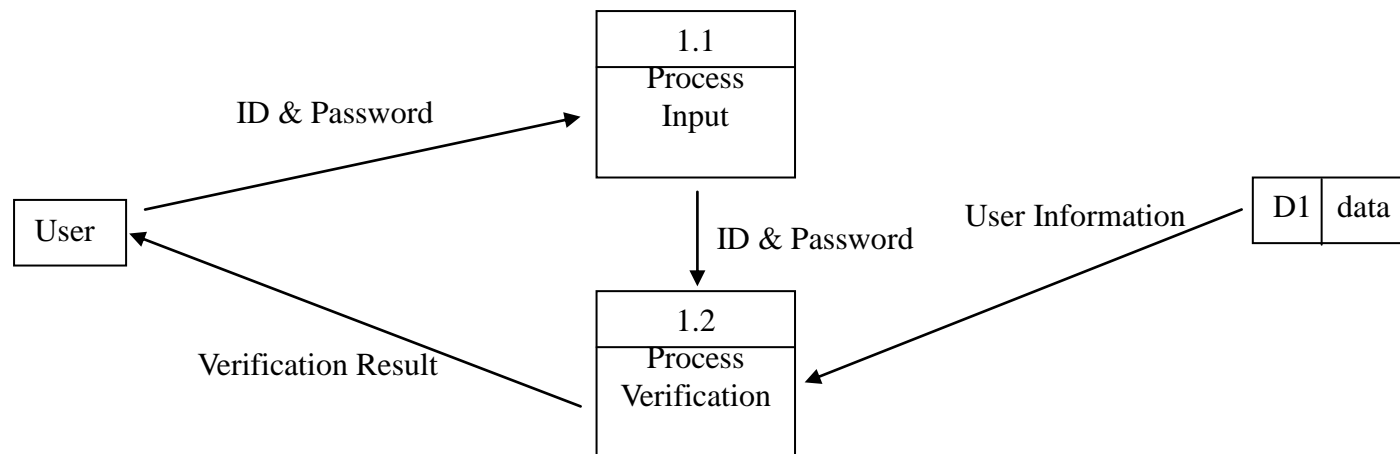 1.1
Process
Input
ID & Password
User
ID & Password
User Information
D1 data
1.2
Process
Verification
Verification Result